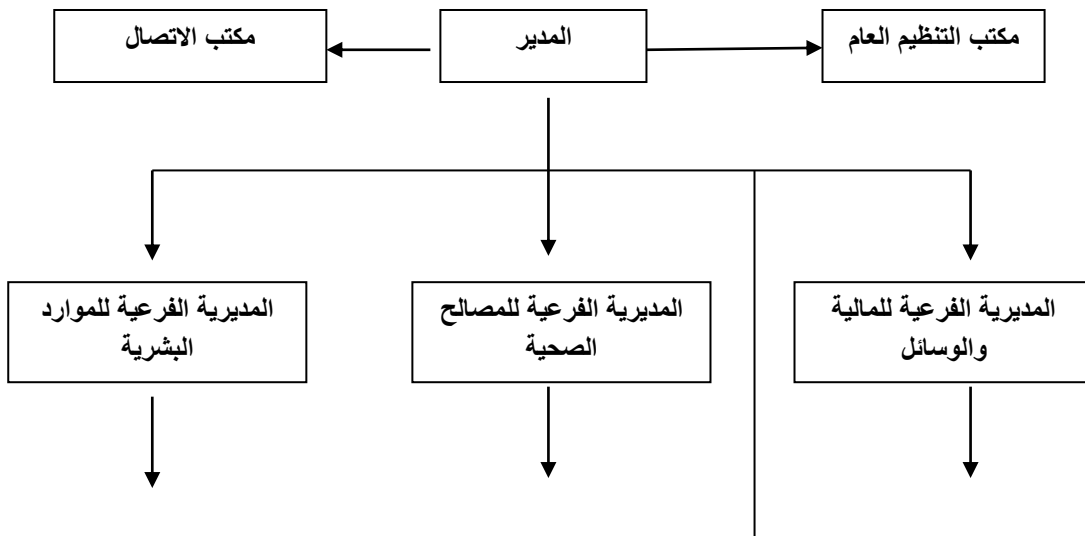 مكتب التنظيم العام
المدير
مكتب الاتصال
المديرية الفرعية للمالية
والوسائل
المديرية الفرعية للمصالح
الصحية
المديرية الفرعية للموارد
البشرية